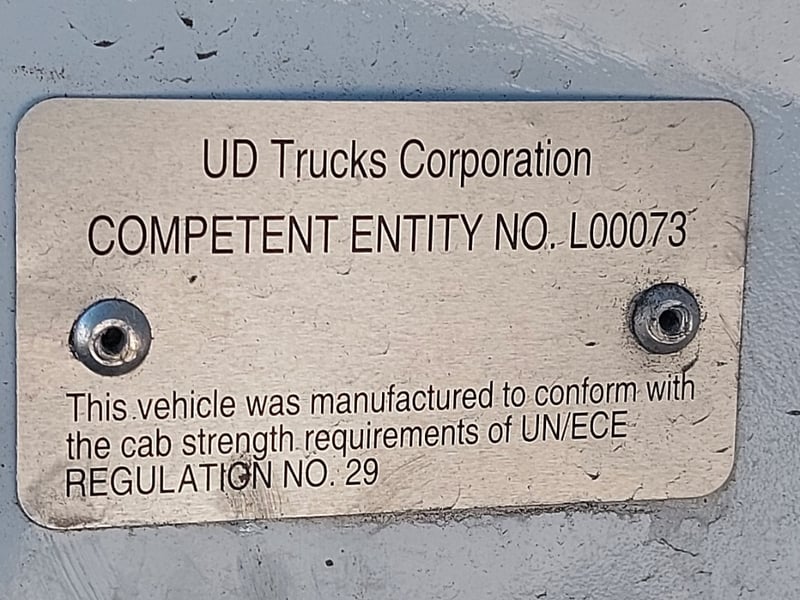 UD Trucks Corporation
COMPETENT ENTITY NO. L00073
This vehicle was manufactured to conform with
the cab strength requirements of UN/ECE
REGULATION NO. 29